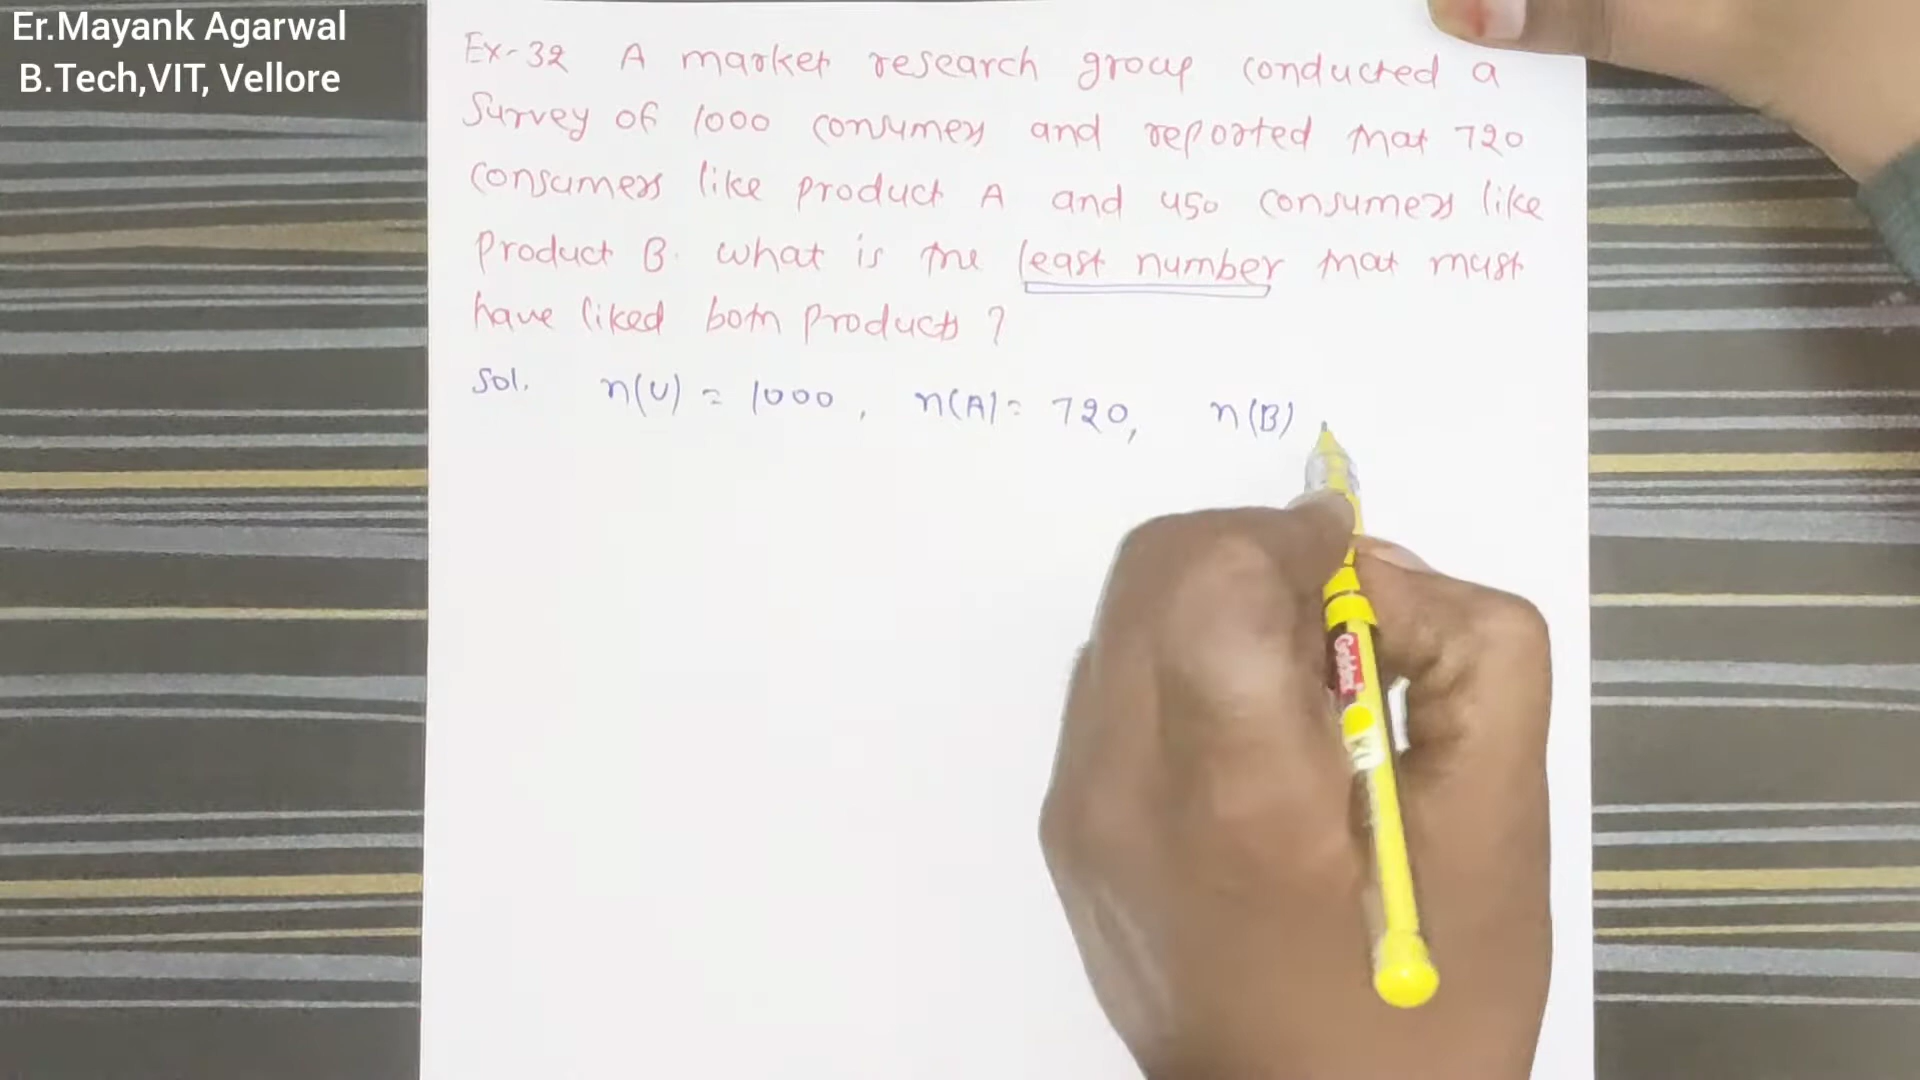 Er.Mayank Agarwal
B.Tech,VIT, Vellore
Ex-32 A market research group conducted a
Survey of 1000 consumers and reported that 720
Consumers like product A and 450 consumers like
Product B. what is the least number that must
have liked both products ?
Sol. n(U) = 1000 , n(A) = 720, n(B)